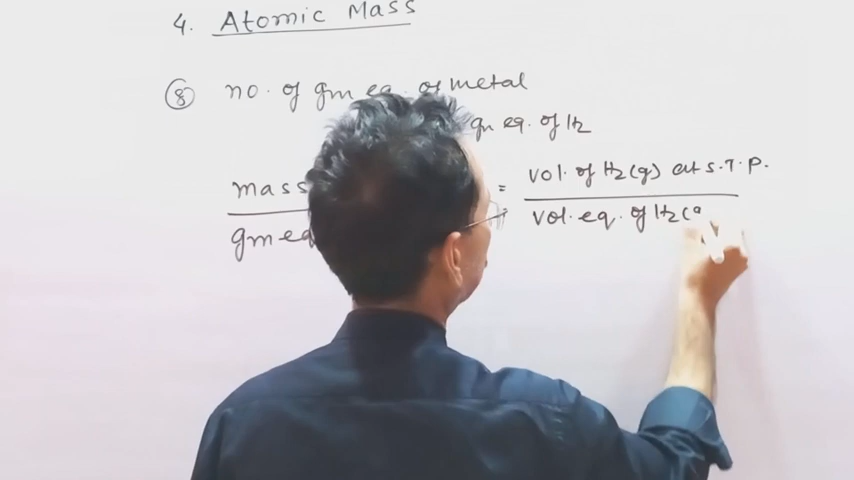 4. Atomic Mass
8 no. of gm eq. of metal
gm eq. of H2
mass = vol. of H2(g) at S.T.P.
gm eq vol. eq. of H2(g